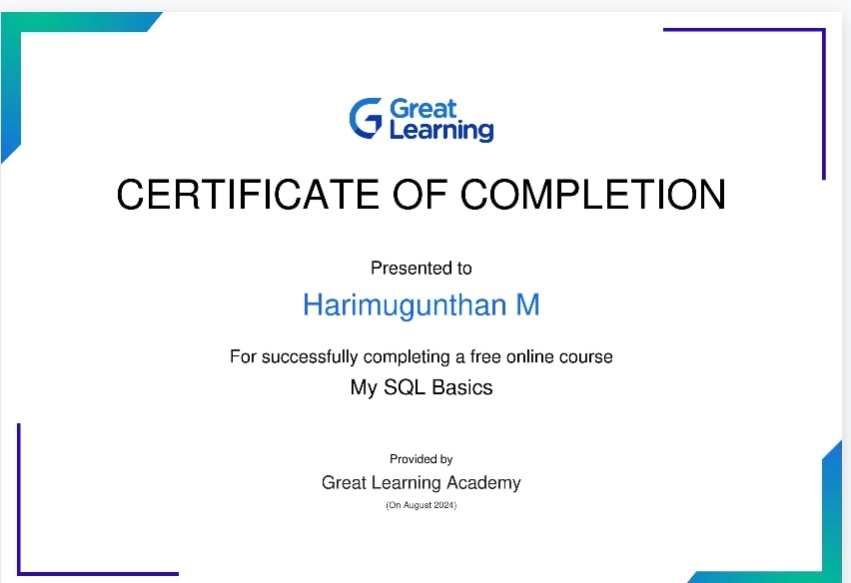 Great
Learning
CERTIFICATE OF COMPLETION
Presented to
Harimugunthan M
For successfully completing a free online course
My SQL Basics
Provided by
Great Learning Academy
(On August 2024)